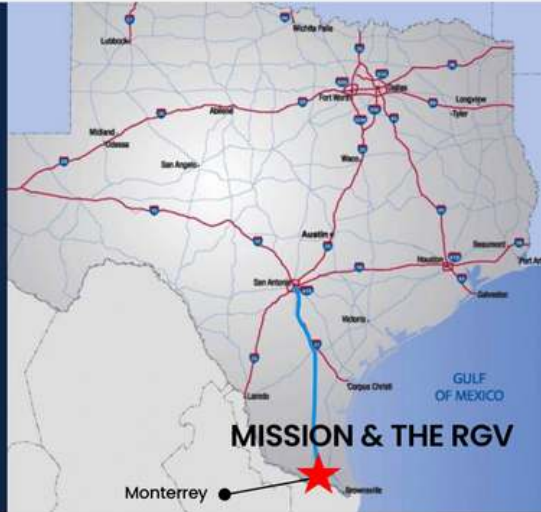 Wichita Falls
Lubbock
Fort Worth
Dallas
Longview
Tyler
Abilene
Midland
Odessa
San Angelo
Waco
Austin
Beaumont
Houston
Port Ar
San Antonio
Galveston
Victoria
Corpus Christi
Laredo
GULF
OF MEXICO
MISSION & THE RGV
Monterrey
Brownsville